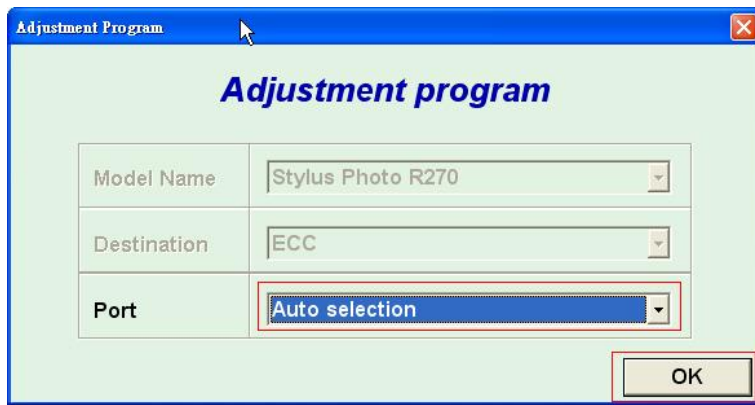 Adjustment Program
Adjustment program
Model Name Stylus Photo R270
Destination ECC
Port Auto selection
OK